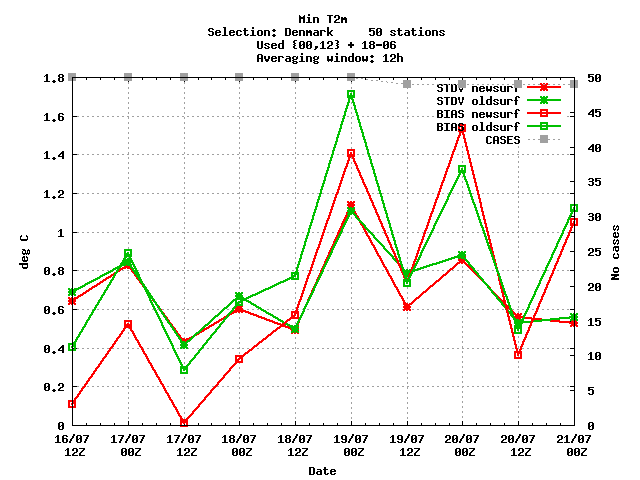 Min T2m
Selection: Denmark     50 stations
Used {00,12} + 18-06
Averaging window: 12h
1.8
1.6
1.4
1.2
1
0.8
0.6
0.4
0.2
0
deg C
50
45
40
35
30
25
20
15
10
5
0
No cases
STDV newsurf
STDV oldsurf
BIAS newsurf
BIAS oldsurf
CASES
16/07 17/07 17/07 18/07 18/07 19/07 19/07 20/07 20/07 21/07
12Z 00Z 12Z 00Z 12Z 00Z 12Z 00Z 12Z 00Z
Date